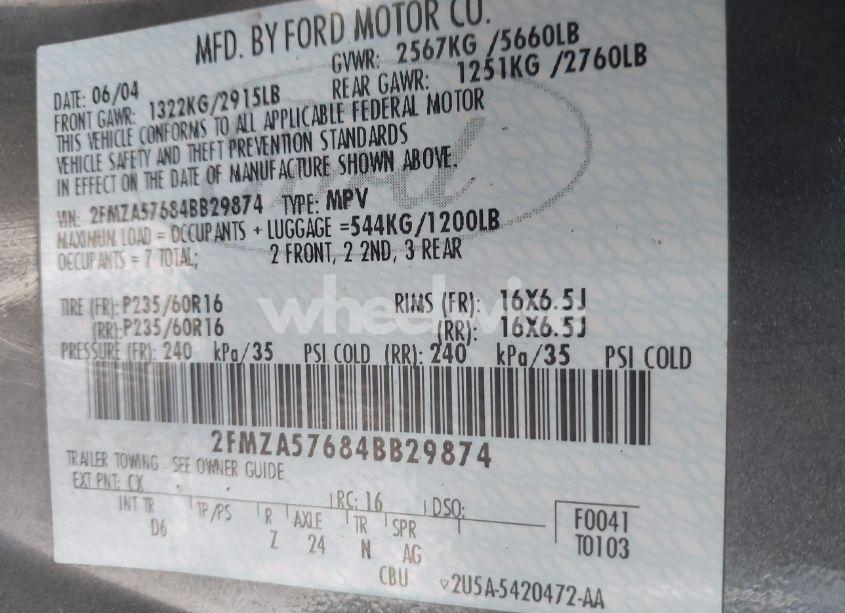 MFD. BY FORD MOTOR CO.
DATE: 06/04 GVWR: 2567KG /5660LB
FRONT GAWR: 1322KG/2915LB REAR GAWR: 1251KG /2760LB
THIS VEHICLE CONFORMS TO ALL APPLICABLE FEDERAL MOTOR
VEHICLE SAFETY AND THEFT PREVENTION STANDARDS
IN EFFECT ON THE DATE OF MANUFACTURE SHOWN ABOVE.
VIN: 2FMZA57684BB29874 TYPE: MPV
MAXIMUM LOAD = OCCUPANTS + LUGGAGE =544KG/1200LB
OCCUPANTS = 7 TOTAL; 2 FRONT, 2 2ND, 3 REAR
TIRE (FR): P235/60R16 RIMS (FR): 16X6.5J
(RR): P235/60R16 (RR): 16X6.5J
PRESSURE (FR): 240 kPa/35 PSI COLD (RR): 240 kPa/35 PSI COLD
2FMZA57684BB29874
TRAILER TOWING - SEE OWNER GUIDE
EXT PNT: CX RC: 16 DSO:
INT TR TP/PS R AXLE TR SPR F0041
D6 Z 24 N AG T0103
CBU 2U5A-5420472-AA
Ford